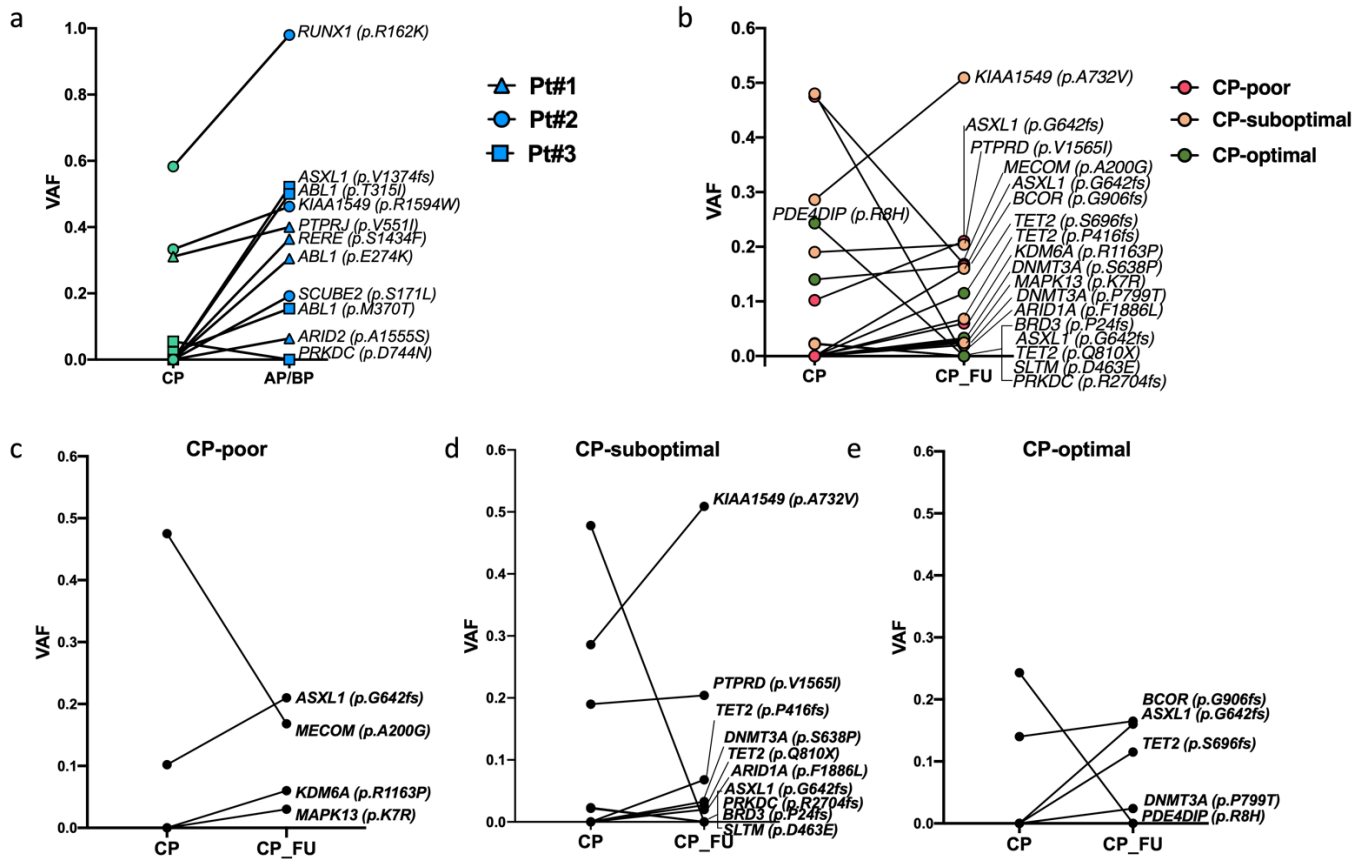 a
1.0
0.8
0.6
0.4
0.2
0.0
VAF
CP
AP/BP
RUNX1 (p.R162K)
ASXL1 (p.V1374fs)
ABL1 (p.T315I)
KIAA1549 (p.R1594W)
PTPRJ (p.V551I)
RERE (p.S1434F)
ABL1 (p.E274K)
SCUBE2 (p.S171L)
ABL1 (p.M370T)
ARID2 (p.A1555S)
PRKDC (p.D744N)
Pt#1
Pt#2
Pt#3
b
0.6
0.5
0.4
0.3
0.2
0.1
0.0
VAF
CP
CP_FU
PDE4DIP (p.R8H)
KIAA1549 (p.A732V)
ASXL1 (p.G642fs)
PTPRD (p.V1565I)
MECOM (p.A200G)
ASXL1 (p.G642fs)
BCOR (p.G906fs)
TET2 (p.S696fs)
TET2 (p.P416fs)
KDM6A (p.R1163P)
DNMT3A (p.S638P)
MAPK13 (p.K7R)
DNMT3A (p.P799T)
ARID1A (p.F1886L)
BRD3 (p.P24fs)
ASXL1 (p.G642fs)
TET2 (p.Q810X)
SLTM (p.D463E)
PRKDC (p.R2704fs)
CP-poor
CP-suboptimal
CP-optimal
c
CP-poor
0.6
0.5
0.4
0.3
0.2
0.1
0.0
VAF
CP
CP_FU
ASXL1 (p.G642fs)
MECOM (p.A200G)
KDM6A (p.R1163P)
MAPK13 (p.K7R)
d
CP-suboptimal
0.6
0.5
0.4
0.3
0.2
0.1
0.0
VAF
CP
CP_FU
KIAA1549 (p.A732V)
PTPRD (p.V1565I)
TET2 (p.P416fs)
DNMT3A (p.S638P)
TET2 (p.Q810X)
ARID1A (p.F1886L)
ASXL1 (p.G642fs)
PRKDC (p.R2704fs)
BRD3 (p.P24fs)
SLTM (p.D463E)
e
CP-optimal
0.6
0.5
0.4
0.3
0.2
0.1
0.0
VAF
CP
CP_FU
BCOR (p.G906fs)
ASXL1 (p.G642fs)
TET2 (p.S696fs)
DNMT3A (p.P799T)
PDE4DIP (p.R8H)